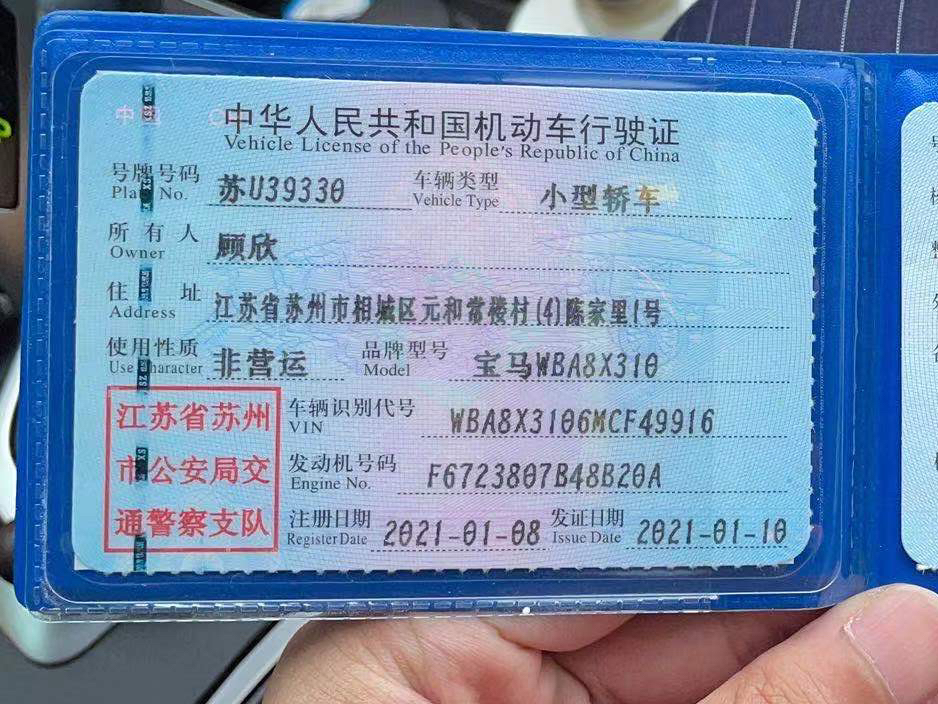 中华人民共和国机动车行驶证
Vehicle License of the People's Republic of China
号牌号码 苏U39330 车辆类型 小型轿车
Plate No. Vehicle Type
所有人 顾欣
Owner
住址 江苏省苏州市相城区元和常楼村(4)陈家里1号
Address
使用性质 非营运 品牌型号 宝马WBA8X310
Use Character Model
江苏省苏州 车辆识别代号 WBA8X3106MCF49916
VIN
市公安局交 发动机号码 F6723807B48B20A
Engine No.
通警察支队 注册日期 2021-01-08 发证日期 2021-01-10
Register Date Issue Date